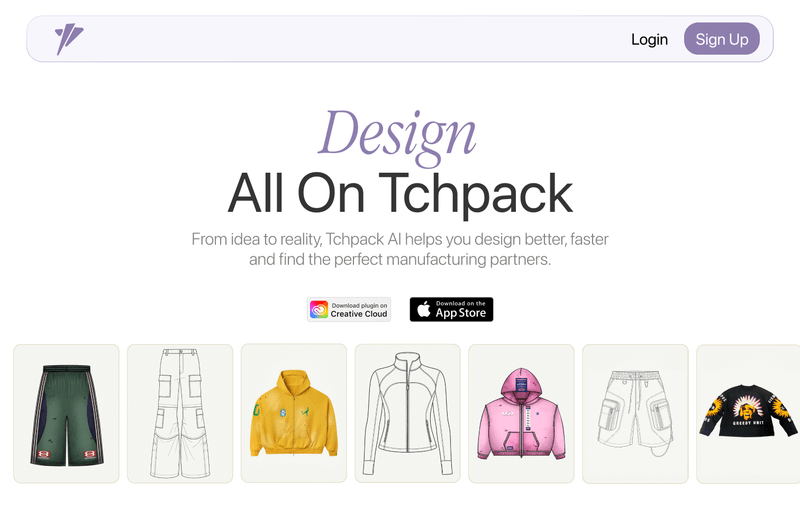 Login
Sign Up
Design
All On Tchpack
From idea to reality, Tchpack AI helps you design better, faster
and find the perfect manufacturing partners.
Download plugin on
Creative Cloud
Download on the
App Store
GREEDY UNIT